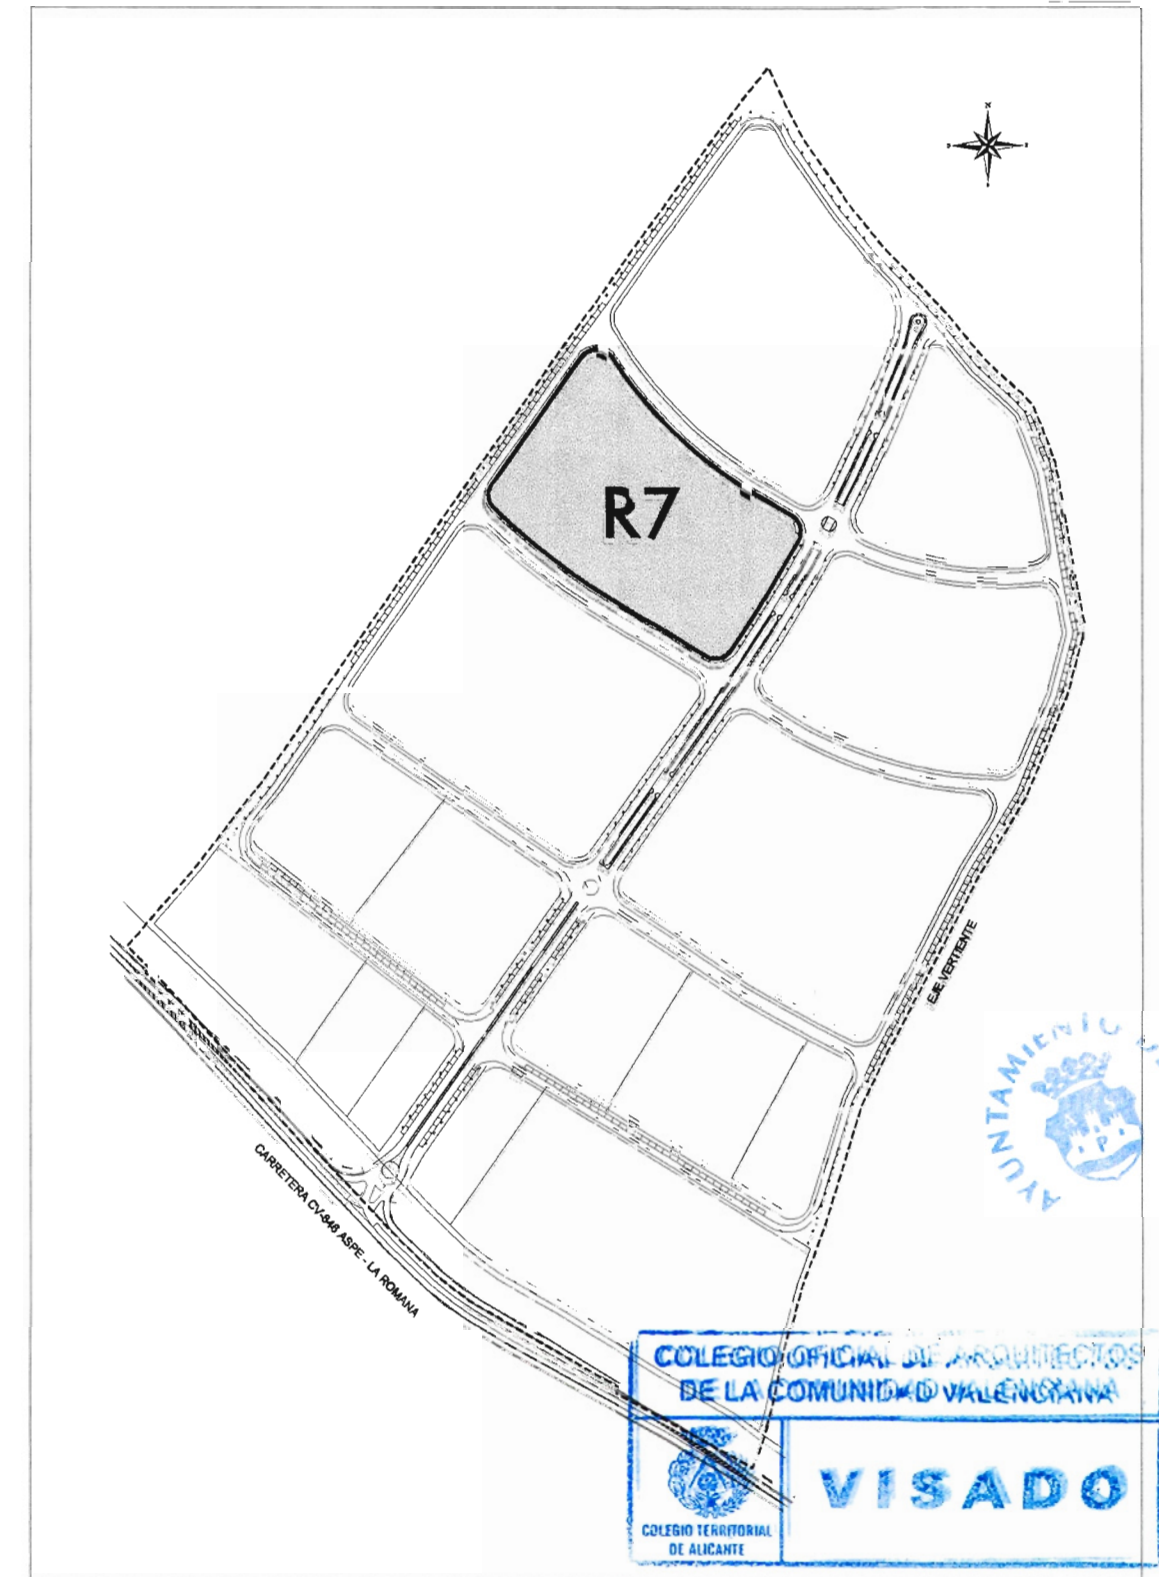 N
R7
EJE VERTIENTE
CARRETERA CV-846 ASPE - LA ROMANA
AYUNTAMIENTO
COLEGIO OFICIAL DE ARQUITECTOS
DE LA COMUNIDAD VALENCIANA
VISADO
COLEGIO TERRITORIAL
DE ALICANTE